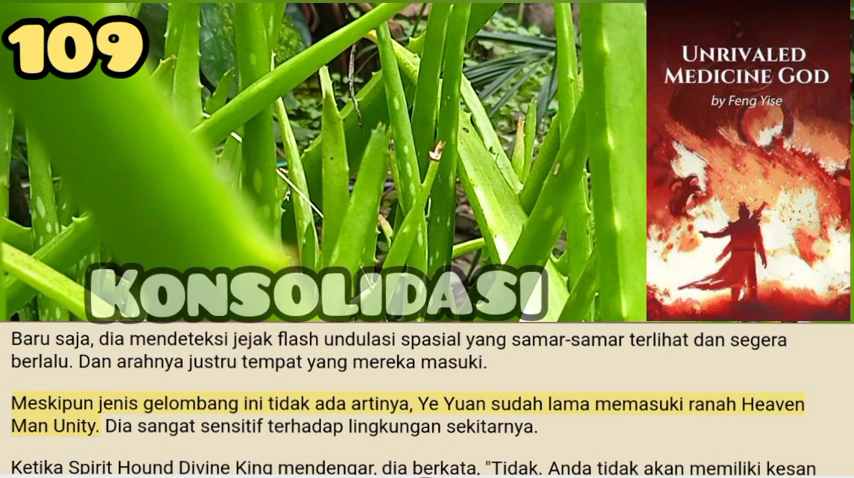 109
UNRIVALED
MEDICINE GOD
by Feng Yise
KONSOLIDASI
Baru saja, dia mendeteksi jejak flash undulasi spasial yang samar-samar terlihat dan segera
berlalu. Dan arahnya justru tempat yang mereka masuki.
Meskipun jenis gelombang ini tidak ada artinya, Ye Yuan sudah lama memasuki ranah Heaven
Man Unity. Dia sangat sensitif terhadap lingkungan sekitarnya.
Ketika Spirit Hound Divine King mendengar, dia berkata, "Tidak. Anda tidak akan memiliki kesan